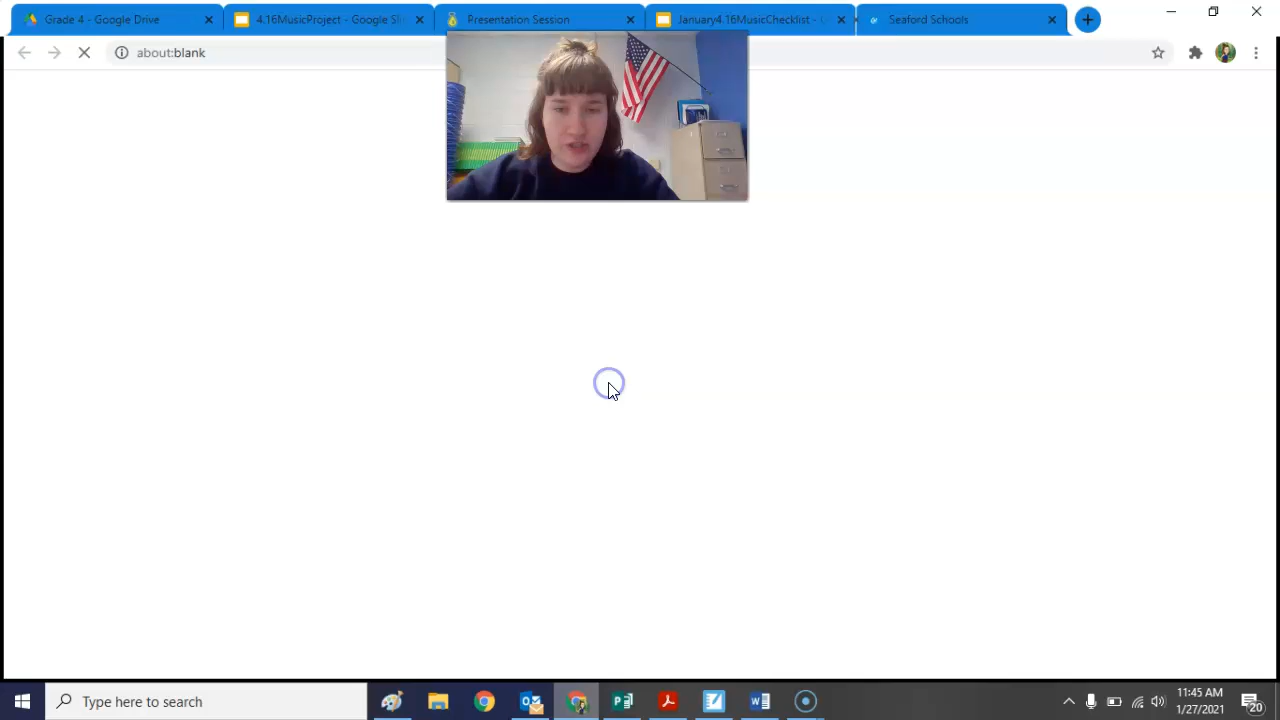 Grade 4 - Google Drive
4.16MusicProject - Google Sli
Presentation Session
January4.16MusicChecklist -
Seaford Schools
about:blank
Type here to search
11:45 AM
1/27/2021
20